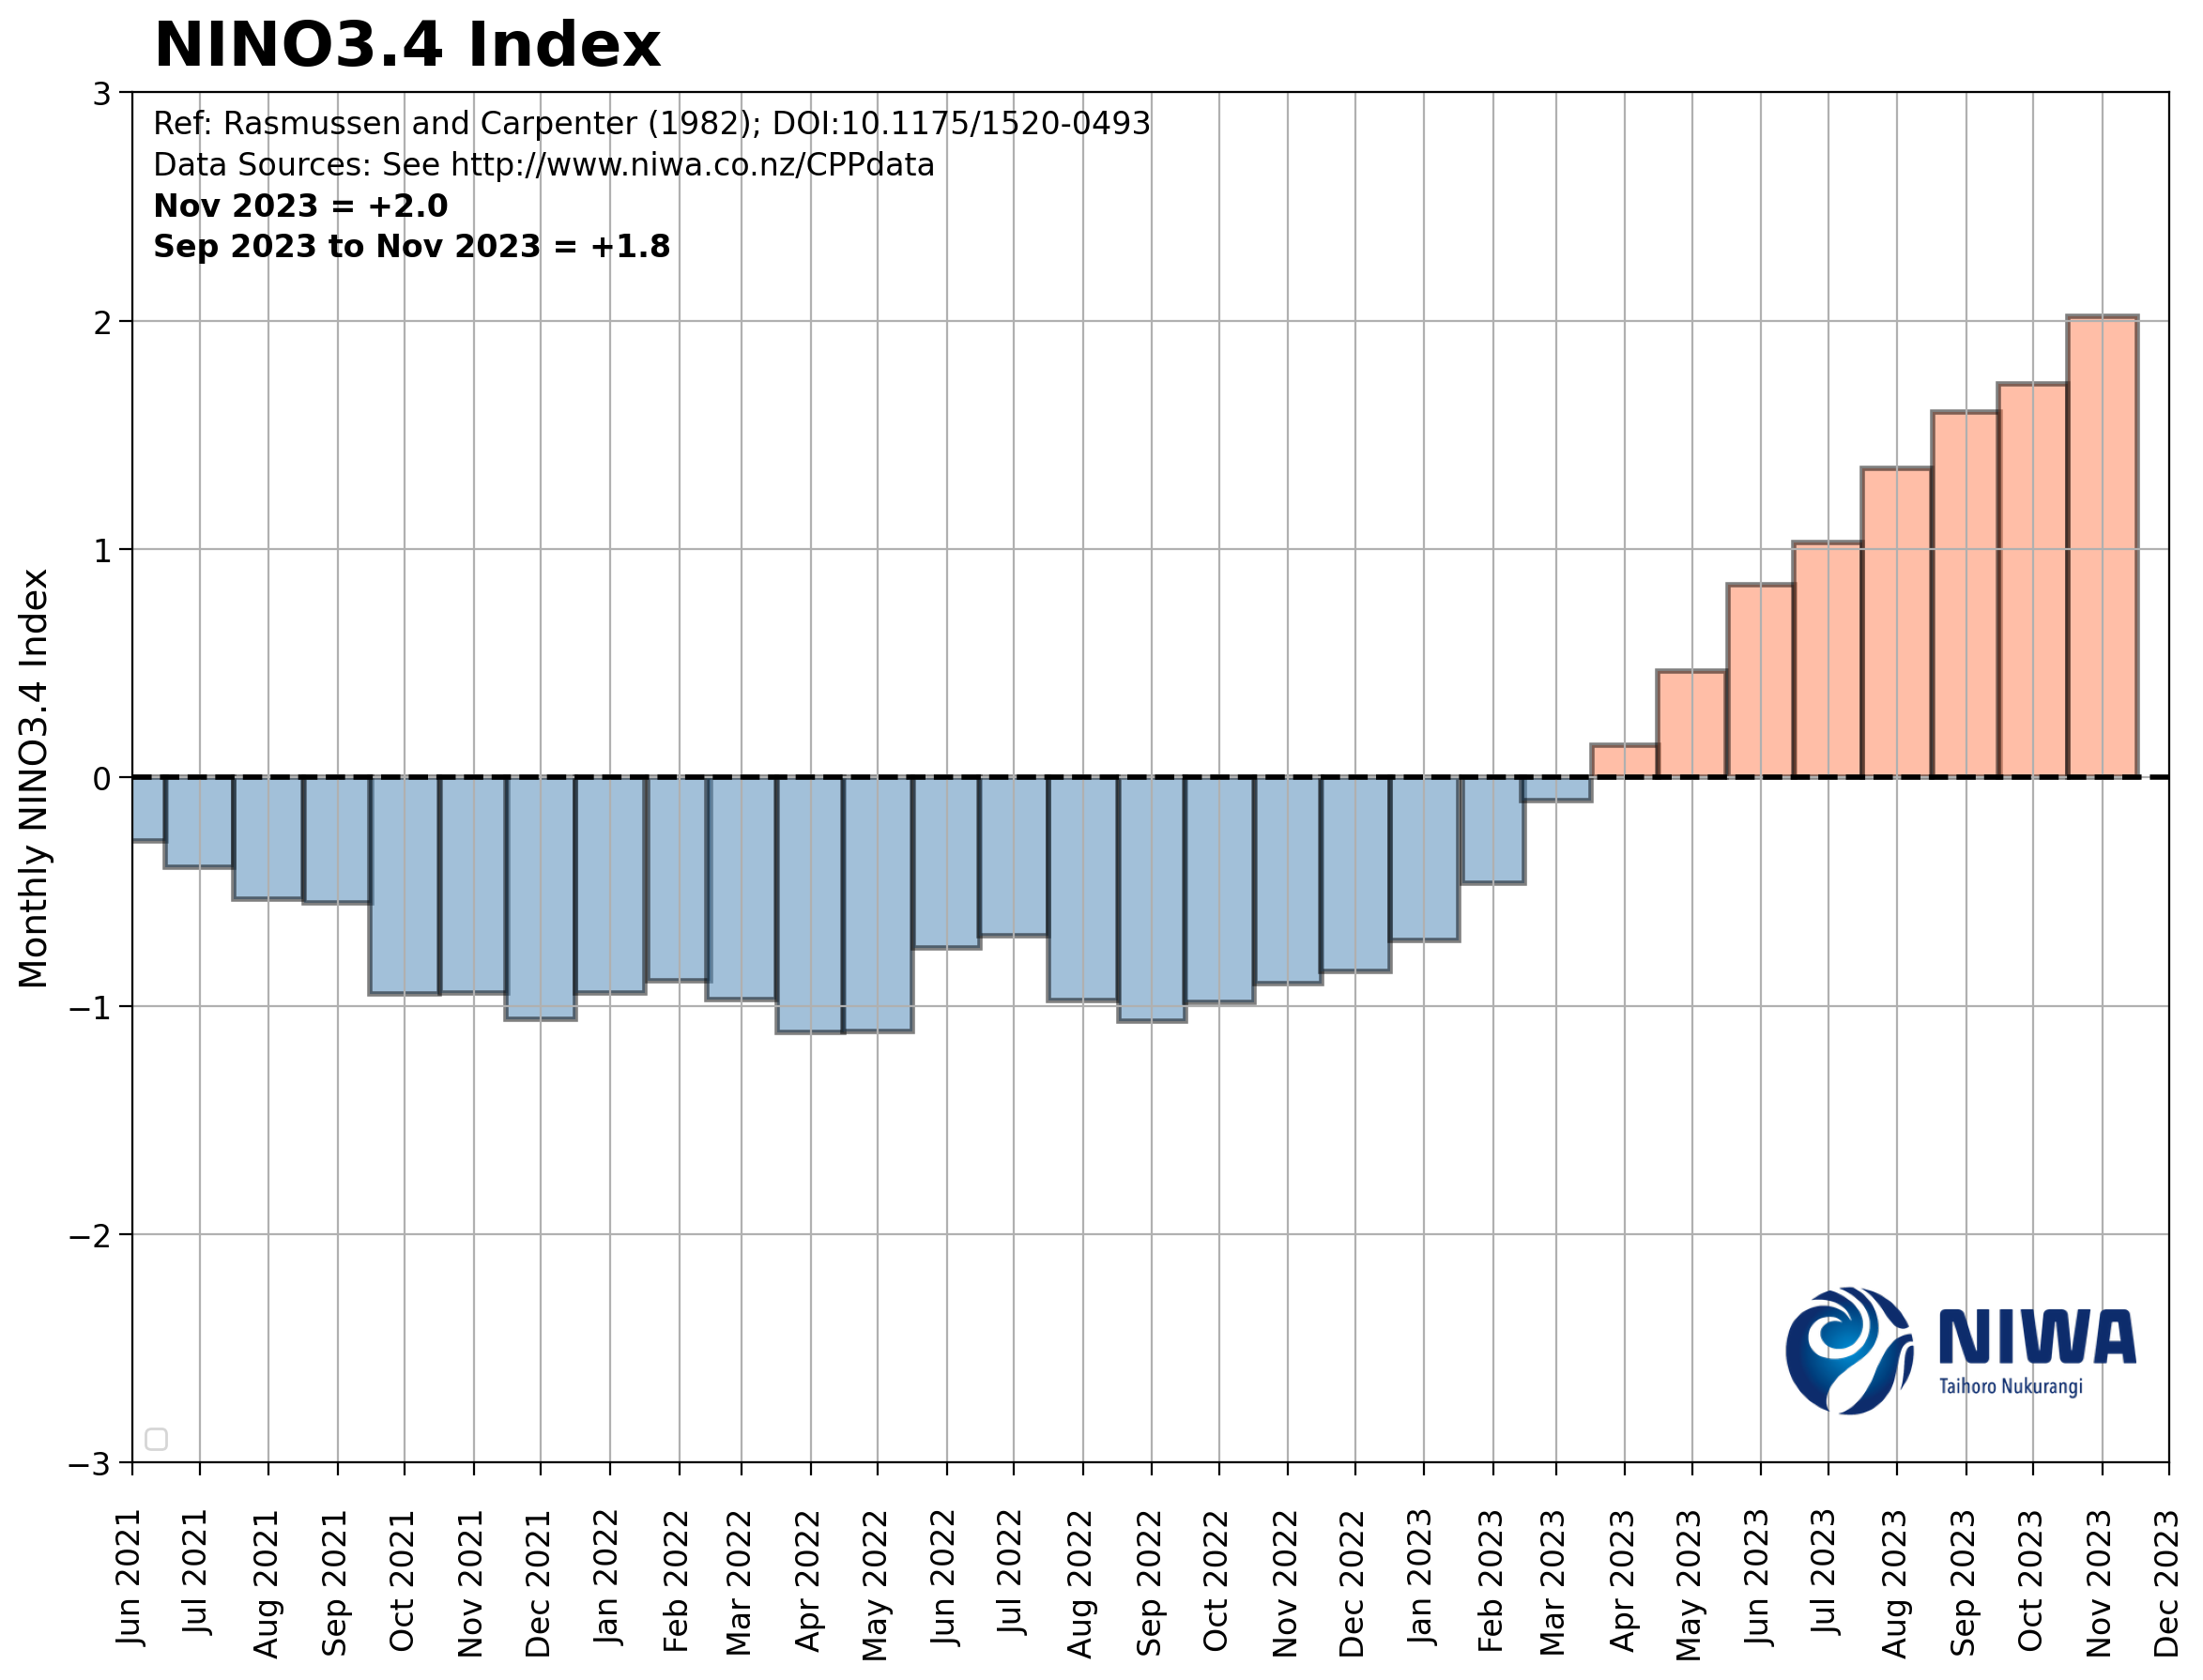 NINO3.4 Index
Ref: Rasmussen and Carpenter (1982); DOI:10.1175/1520-0493
Data Sources: See http://www.niwa.co.nz/CPPdata
Nov 2023 = +2.0
Sep 2023 to Nov 2023 = +1.8
Monthly NINO3.4 Index
3
2
1
0
−1
−2
−3
NIWA
Taihoro Nukurangi
Jun 2021
Jul 2021
Aug 2021
Sep 2021
Oct 2021
Nov 2021
Dec 2021
Jan 2022
Feb 2022
Mar 2022
Apr 2022
May 2022
Jun 2022
Jul 2022
Aug 2022
Sep 2022
Oct 2022
Nov 2022
Dec 2022
Jan 2023
Feb 2023
Mar 2023
Apr 2023
May 2023
Jun 2023
Jul 2023
Aug 2023
Sep 2023
Oct 2023
Nov 2023
Dec 2023